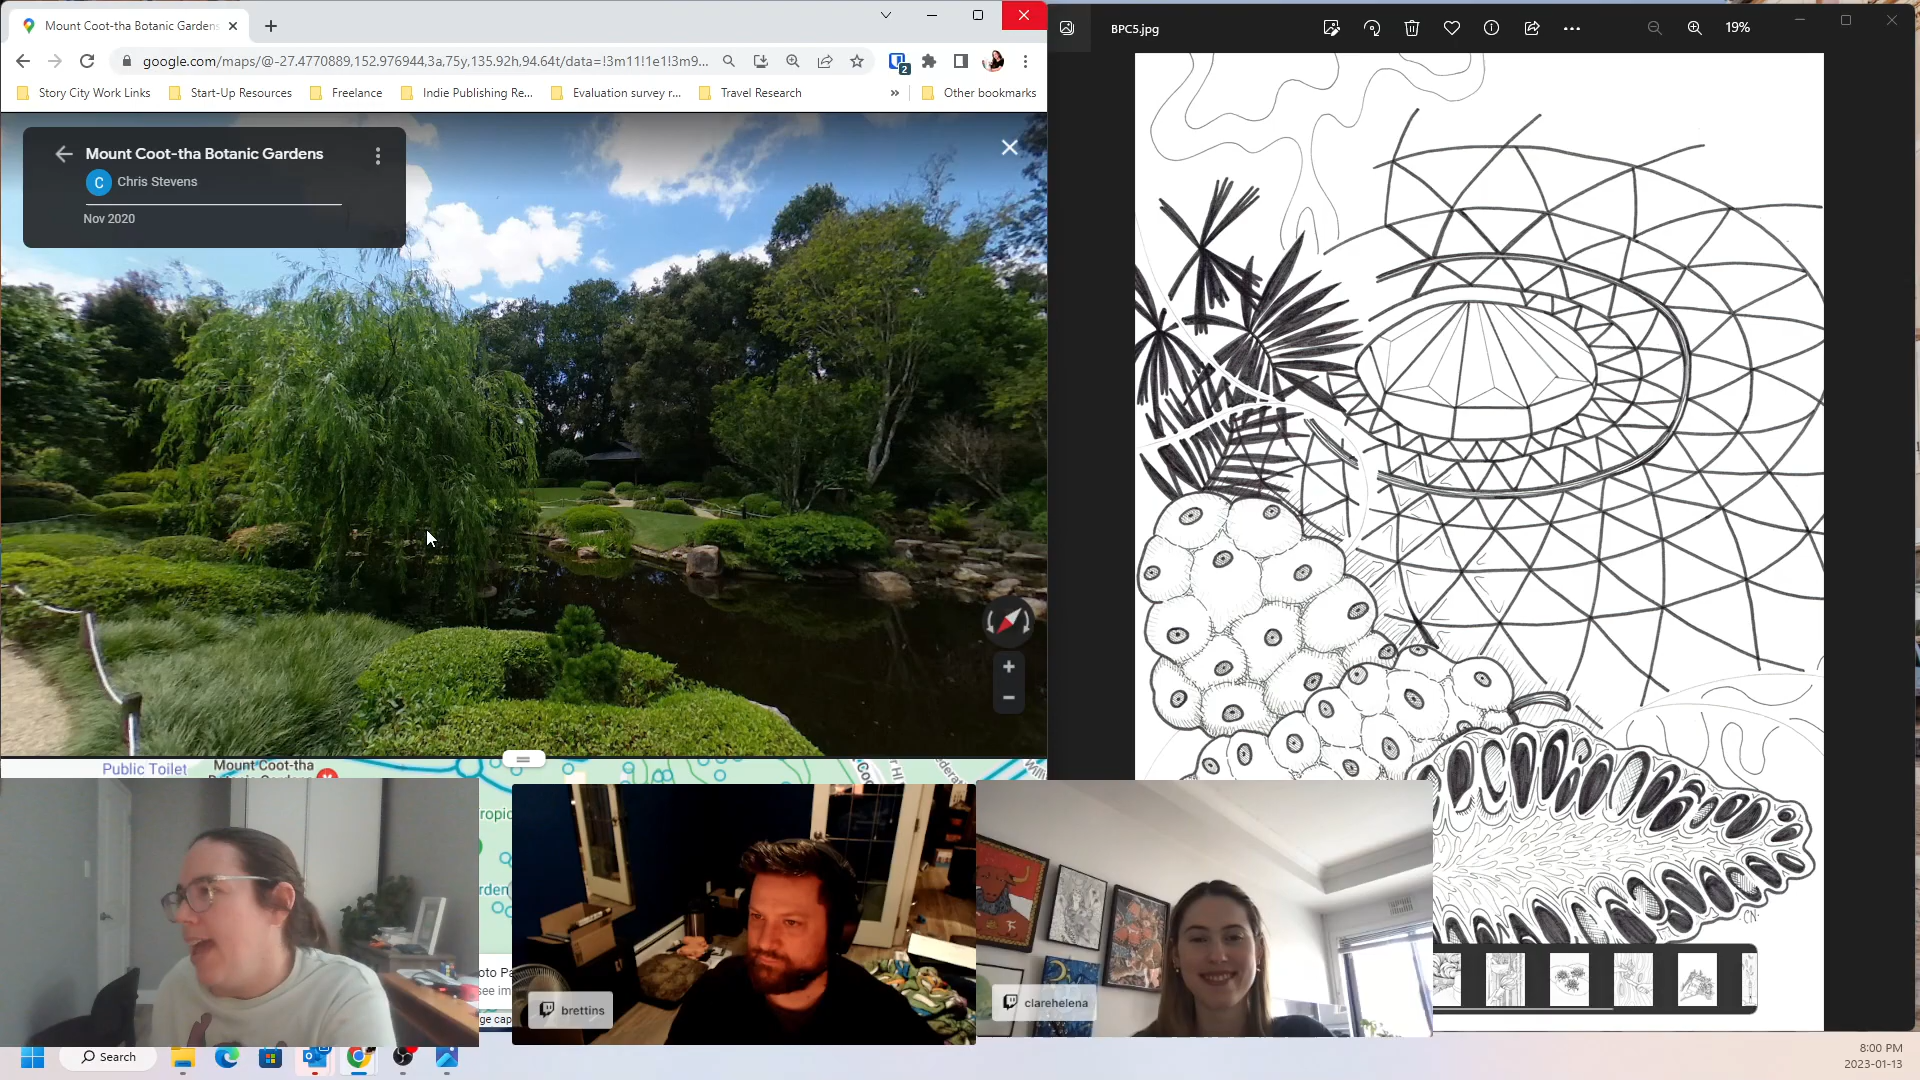 Mount Coot-tha Botanic Gardens
google.com/maps/@-27.4770889,152.976944,3a,75y,135.92h,94.64t/data=!3m11!1e1!3m9...
2
Story City Work Links
Start-Up Resources
Freelance
Indie Publishing Re...
Evaluation survey r...
Travel Research
»
Other bookmarks
Mount Coot-tha Botanic Gardens
C
Chris Stevens
Nov 2020
Public Toilet
Mount Coot-tha
brettins
clarehelena
Search
8:00 PM
2023-01-13
BPC5.jpg
19%
CN